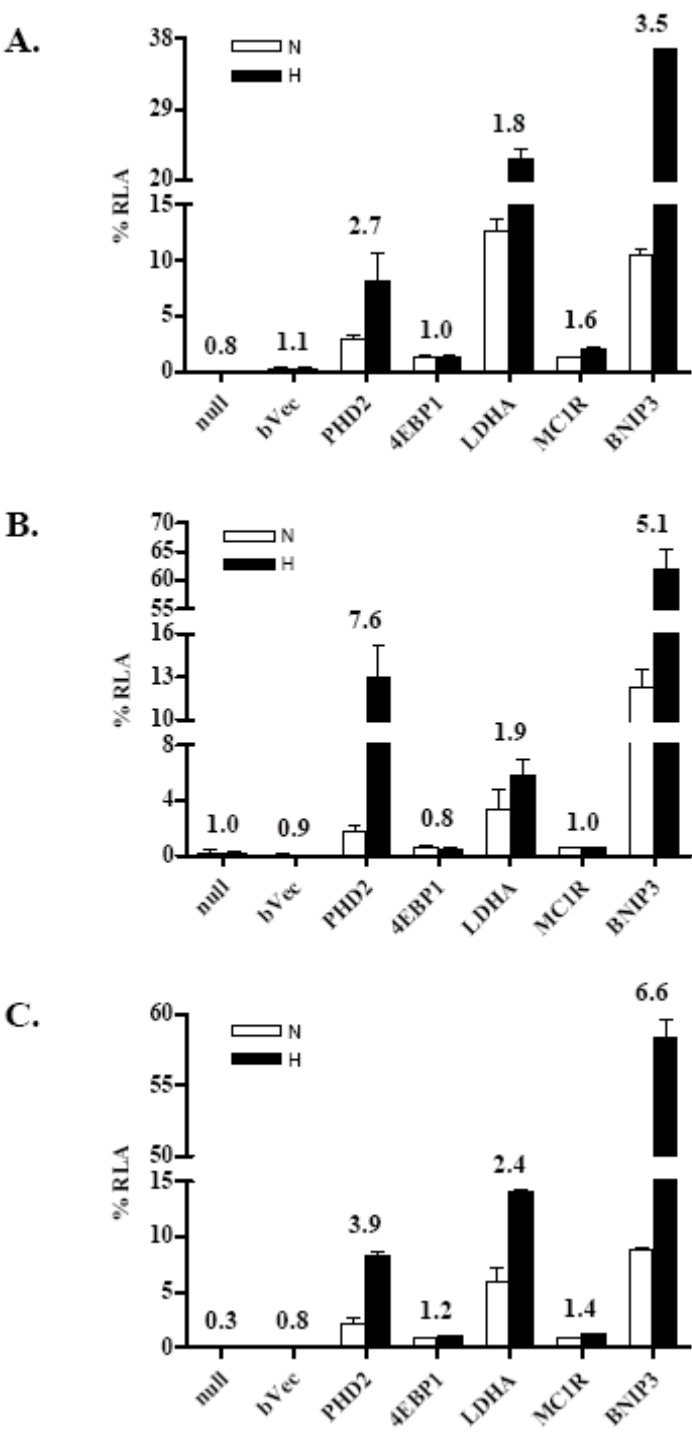 A.
38
29
20
15
10
5
0
% RLA
N
H
0.8
1.1
2.7
1.0
1.8
1.6
3.5
null
bVec
PHD2
4EBP1
LDHA
MC1R
BNIP3
B.
70
65
60
55
16
13
10
8
4
0
% RLA
N
H
1.0
0.9
7.6
0.8
1.9
1.0
5.1
null
bVec
PHD2
4EBP1
LDHA
MC1R
BNIP3
C.
60
55
50
15
10
5
0
% RLA
N
H
0.3
0.8
3.9
1.2
2.4
1.4
6.6
null
bVec
PHD2
4EBP1
LDHA
MC1R
BNIP3